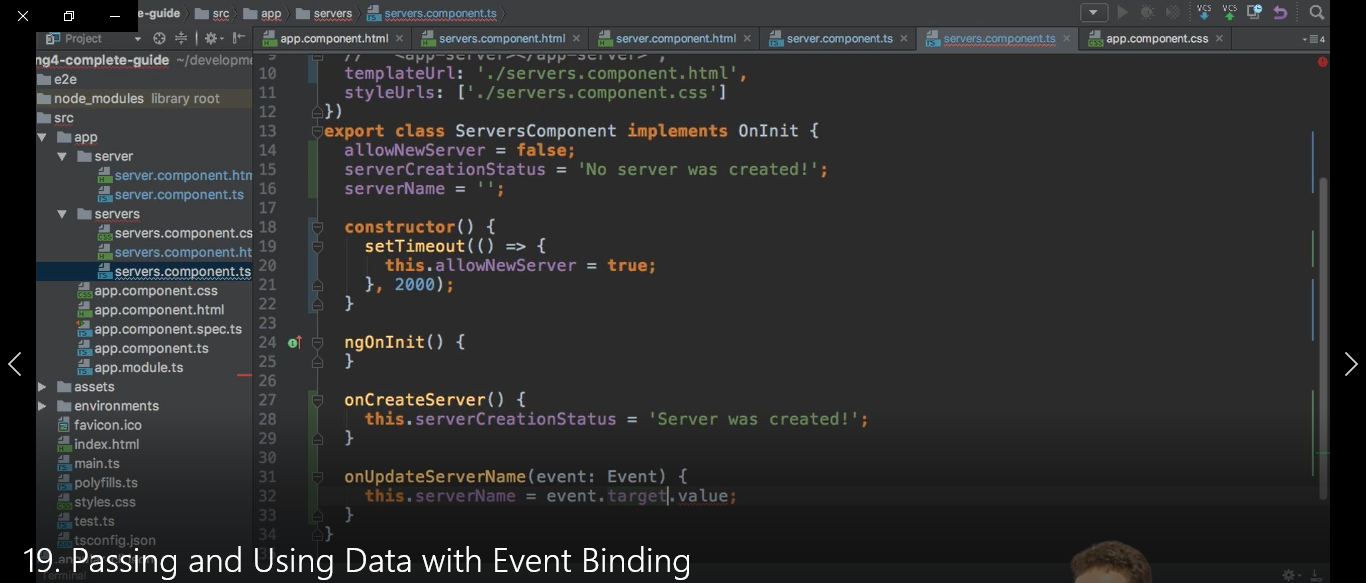 e-guide src app servers servers.component.ts
Project
app.component.html servers.component.html server.component.html server.component.ts servers.component.ts app.component.css
ng4-complete-guide ~/developme
e2e
node_modules library root
src
app
server
server.component.htm
server.component.ts
servers
servers.component.cs
servers.component.ht
servers.component.ts
app.component.css
app.component.html
app.component.spec.ts
app.component.ts
app.module.ts
assets
environments
favicon.ico
index.html
main.ts
polyfills.ts
styles.css
test.ts
tsconfig.json
VCS VCS
4
9 // <app-server></app-server>`,
10 templateUrl: './servers.component.html',
11 styleUrls: ['./servers.component.css']
12 })
13 export class ServersComponent implements OnInit {
14 allowNewServer = false;
15 serverCreationStatus = 'No server was created!';
16 serverName = '';
17
18 constructor() {
19 setTimeout(() => {
20 this.allowNewServer = true;
21 }, 2000);
22 }
23
24 ngOnInit() {
25 }
26
27 onCreateServer() {
28 this.serverCreationStatus = 'Server was created!';
29 }
30
31 onUpdateServerName(event: Event) {
32 this.serverName = event.target.value;
33 }
34 }
19. Passing and Using Data with Event Binding
Terminal